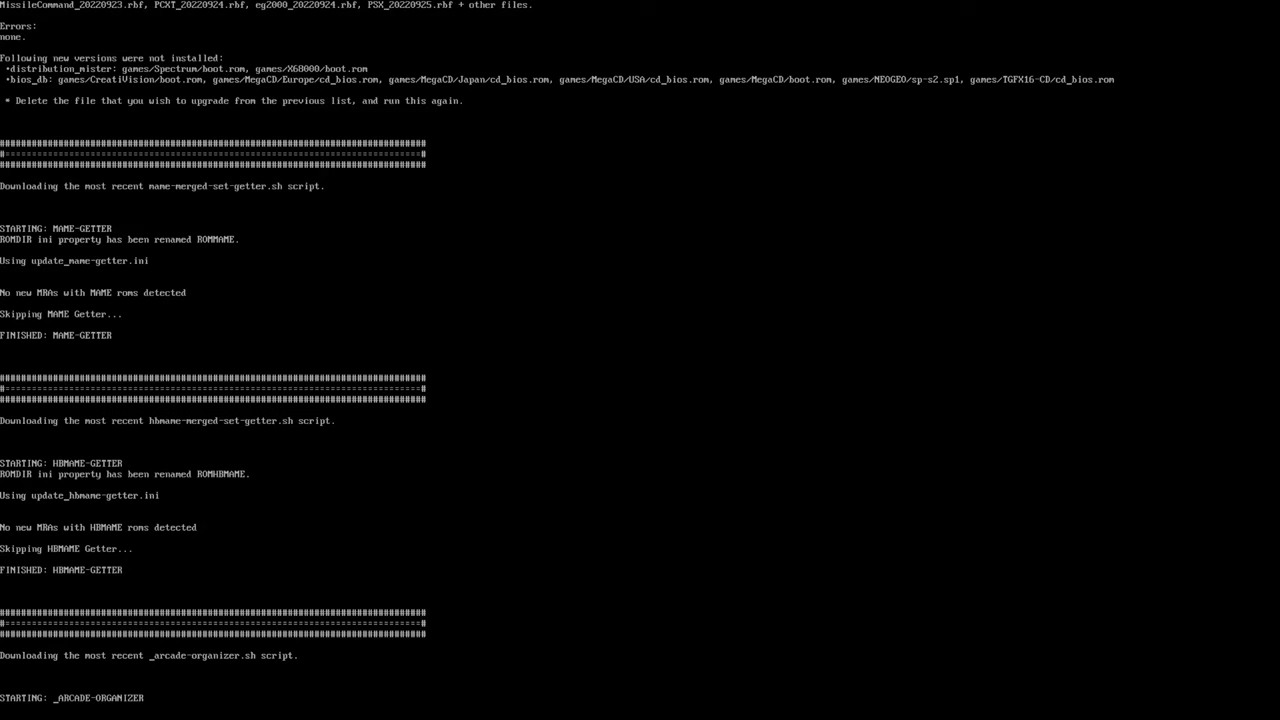 MissileCommand_20220923.rbf, PCXT_20220924.rbf, eg2000_20220924.rbf, PSX_20220925.rbf + other files.
Errors:
none.
Following new versions were not installed:
•distribution_mister: games/Spectrum/boot.rom, games/X68000/boot.rom
•bios_db: games/CreatiVision/boot.rom, games/MegaCD/Europe/cd_bios.rom, games/MegaCD/Japan/cd_bios.rom, games/MegaCD/USA/cd_bios.rom, games/MegaCD/boot.rom, games/NEOGEO/sp-s2.sp1, games/TGFX16-CD/cd_bios.rom
* Delete the file that you wish to upgrade from the previous list, and run this again.
################################################################################
#==============================================================================#
################################################################################
Downloading the most recent mame-merged-set-getter.sh script.
STARTING: MAME-GETTER
ROMDIR ini property has been renamed ROMMAME.
Using update_mame-getter.ini
No new MRAs with MAME roms detected
Skipping MAME Getter...
FINISHED: MAME-GETTER
################################################################################
#==============================================================================#
################################################################################
Downloading the most recent hbmame-merged-set-getter.sh script.
STARTING: HBMAME-GETTER
ROMDIR ini property has been renamed ROMHBMAME.
Using update_hbmame-getter.ini
No new MRAs with HBMAME roms detected
Skipping HBMAME Getter...
FINISHED: HBMAME-GETTER
################################################################################
#==============================================================================#
################################################################################
Downloading the most recent _arcade-organizer.sh script.
STARTING: _ARCADE-ORGANIZER